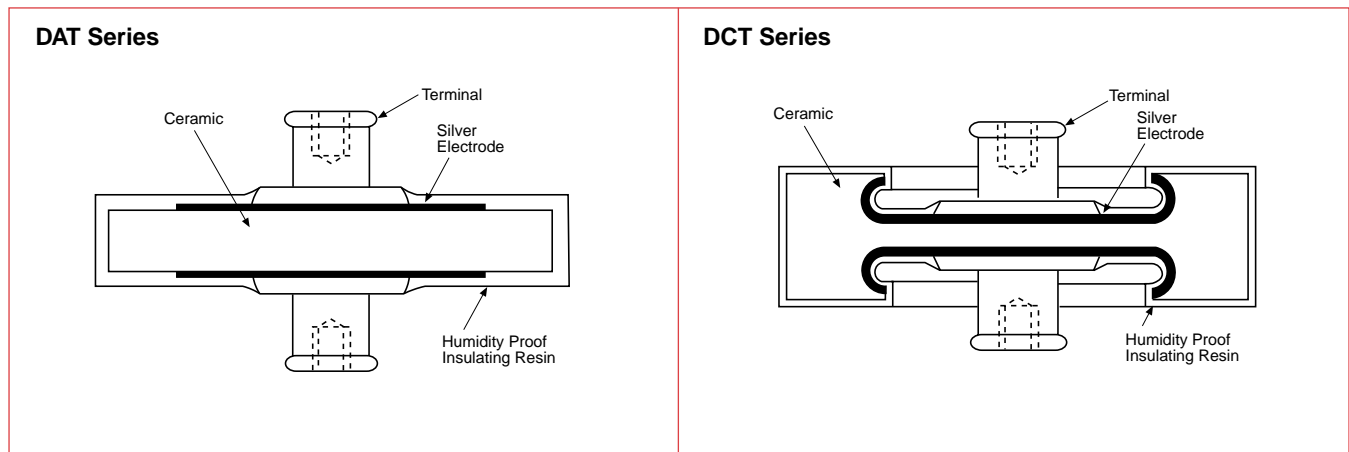 DAT Series
Terminal
Ceramic
Silver
Electrode
Humidity Proof
Insulating Resin
DCT Series
Terminal
Ceramic
Silver
Electrode
Humidity Proof
Insulating Resin